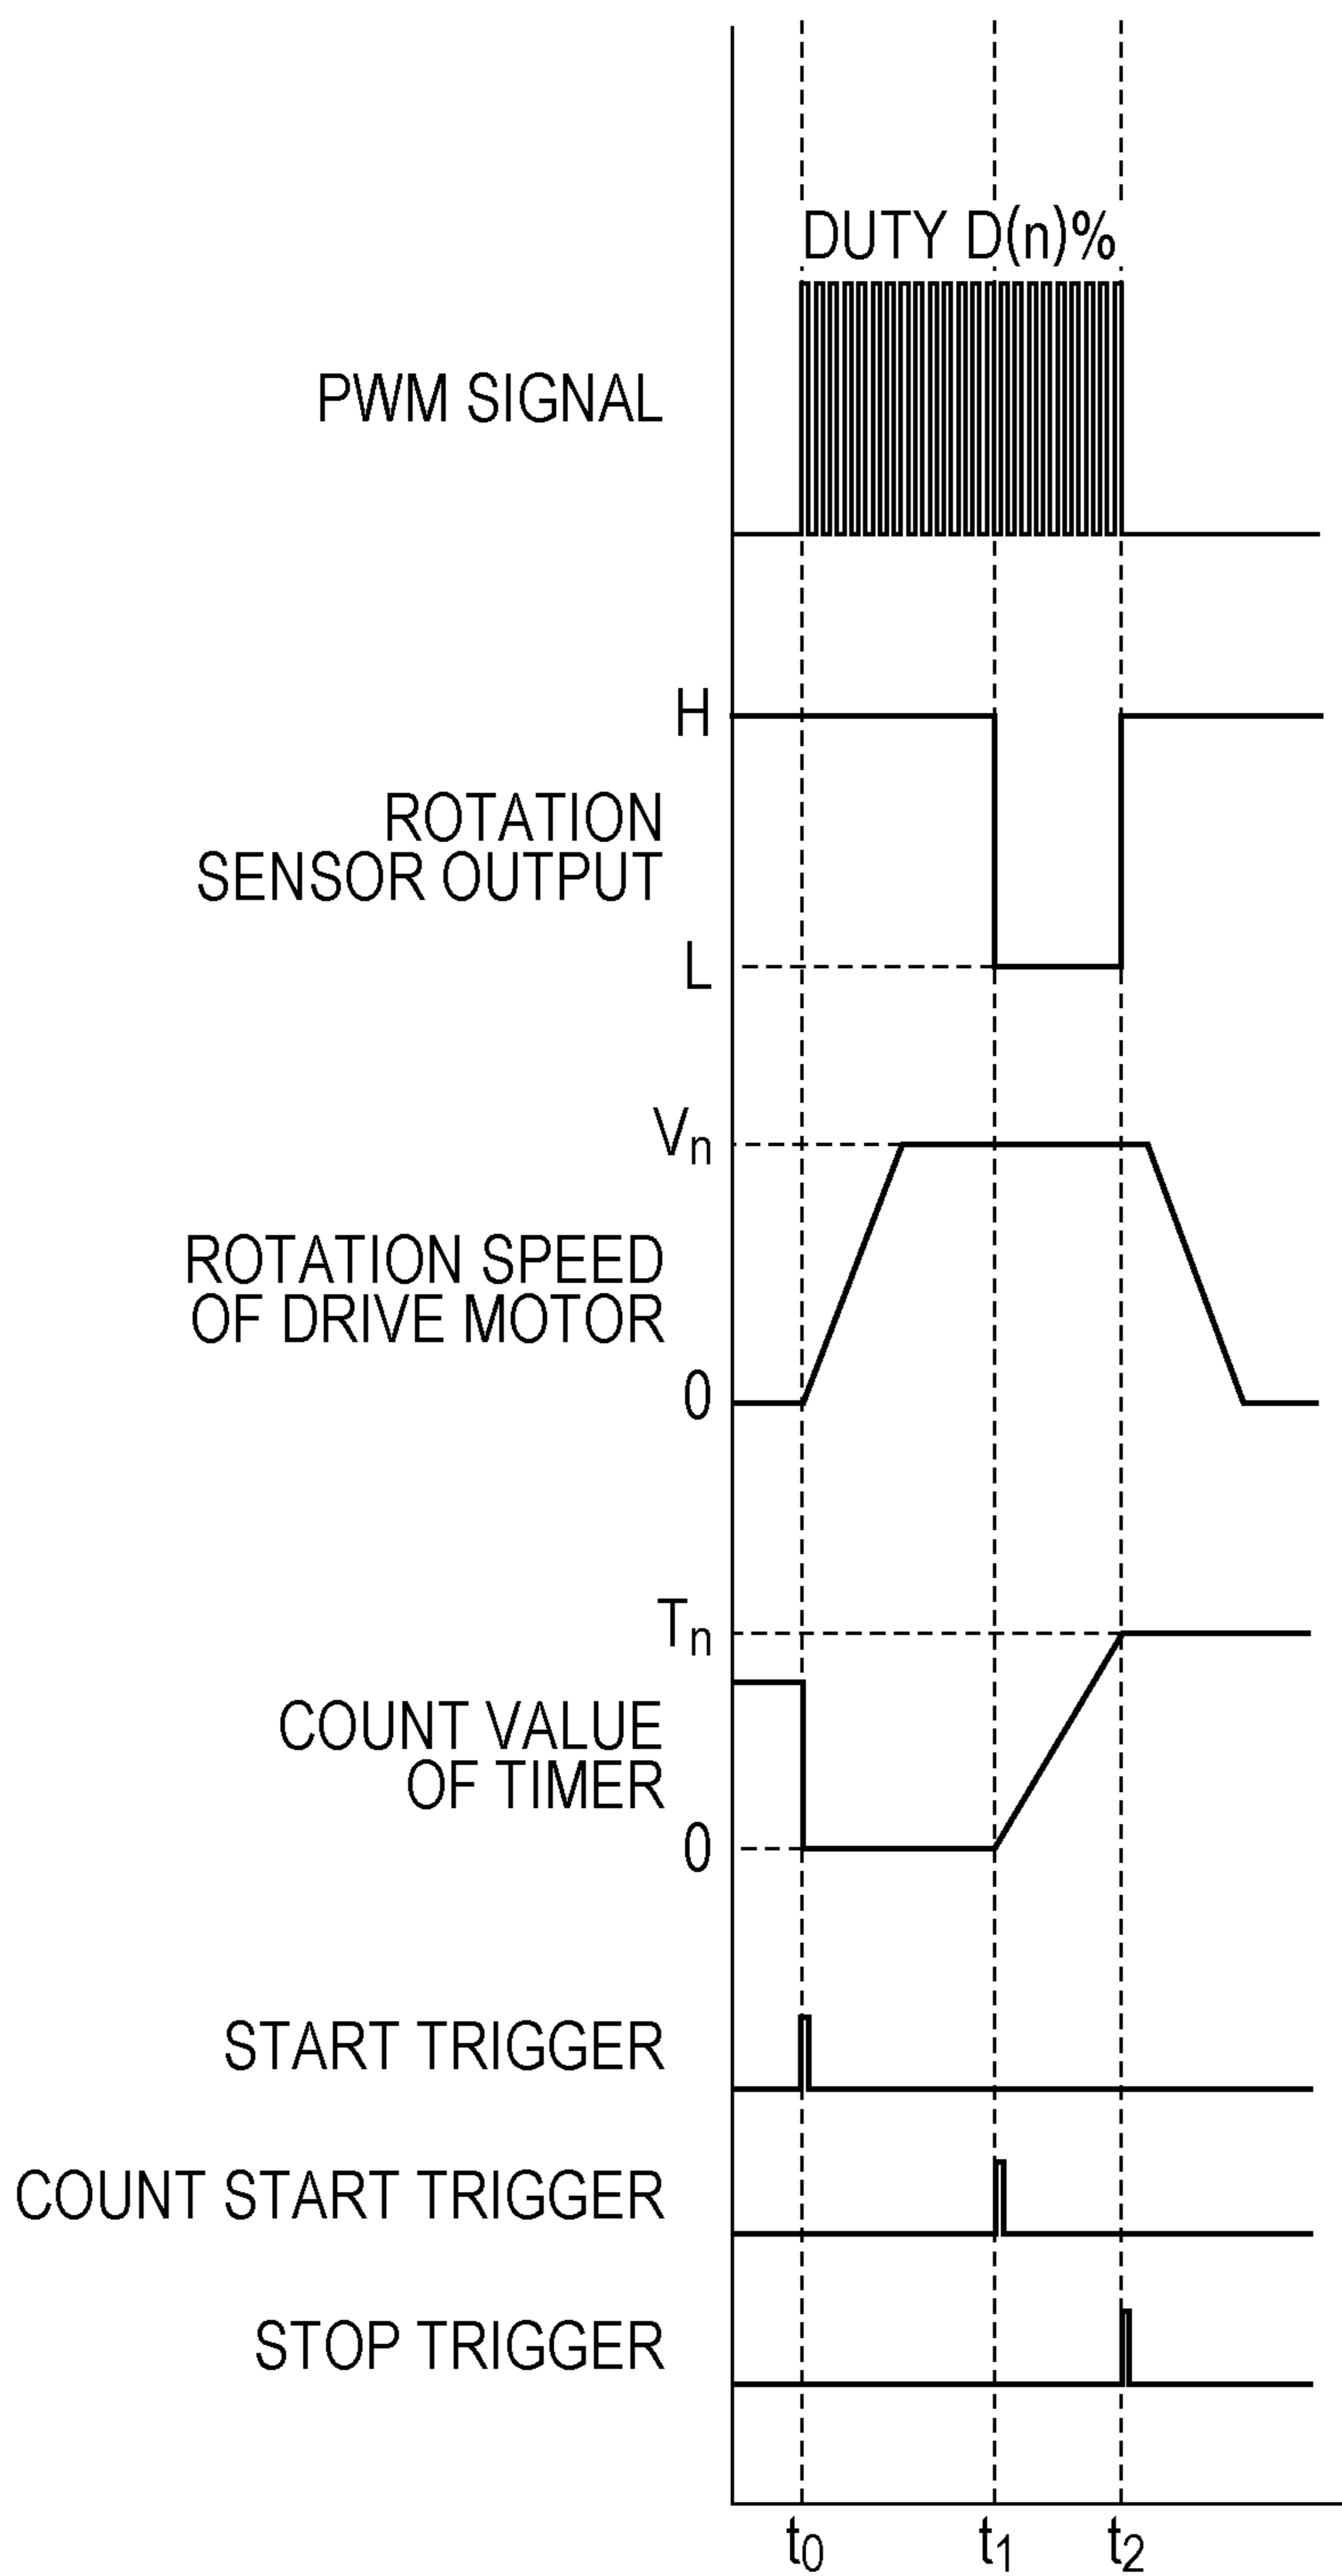 DUTY D(n)%
PWM SIGNAL
H
ROTATION
SENSOR OUTPUT
L
Vn
ROTATION SPEED
OF DRIVE MOTOR
0
Tn
COUNT VALUE
OF TIMER
0
START TRIGGER
COUNT START TRIGGER
STOP TRIGGER
t0 t1 t2